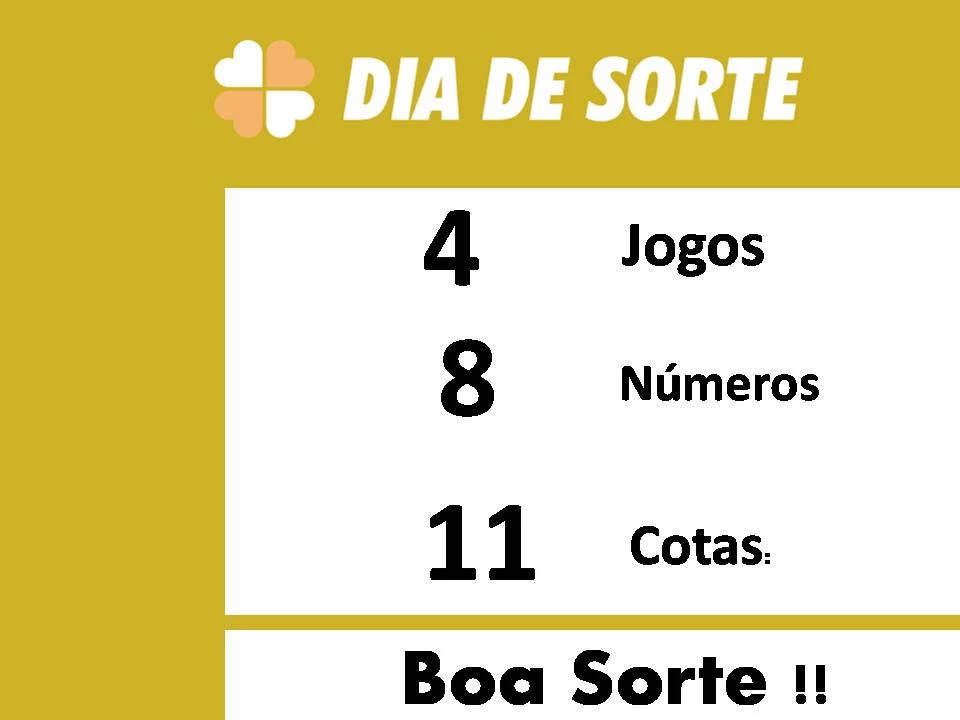 DIA DE SORTE
4 Jogos
8 Números
11 Cotas:
Boa Sorte !!